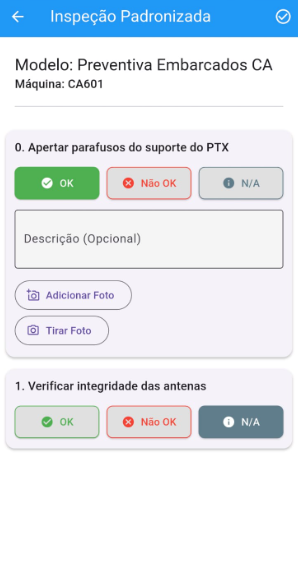 Inspeção Padronizada
Modelo: Preventiva Embarcados CA
Máquina: CA601
0. Apertar parafusos do suporte do PTX
OK Não OK N/A
Descrição (Opcional)
Adicionar Foto
Tirar Foto
1. Verificar integridade das antenas
OK Não OK N/A